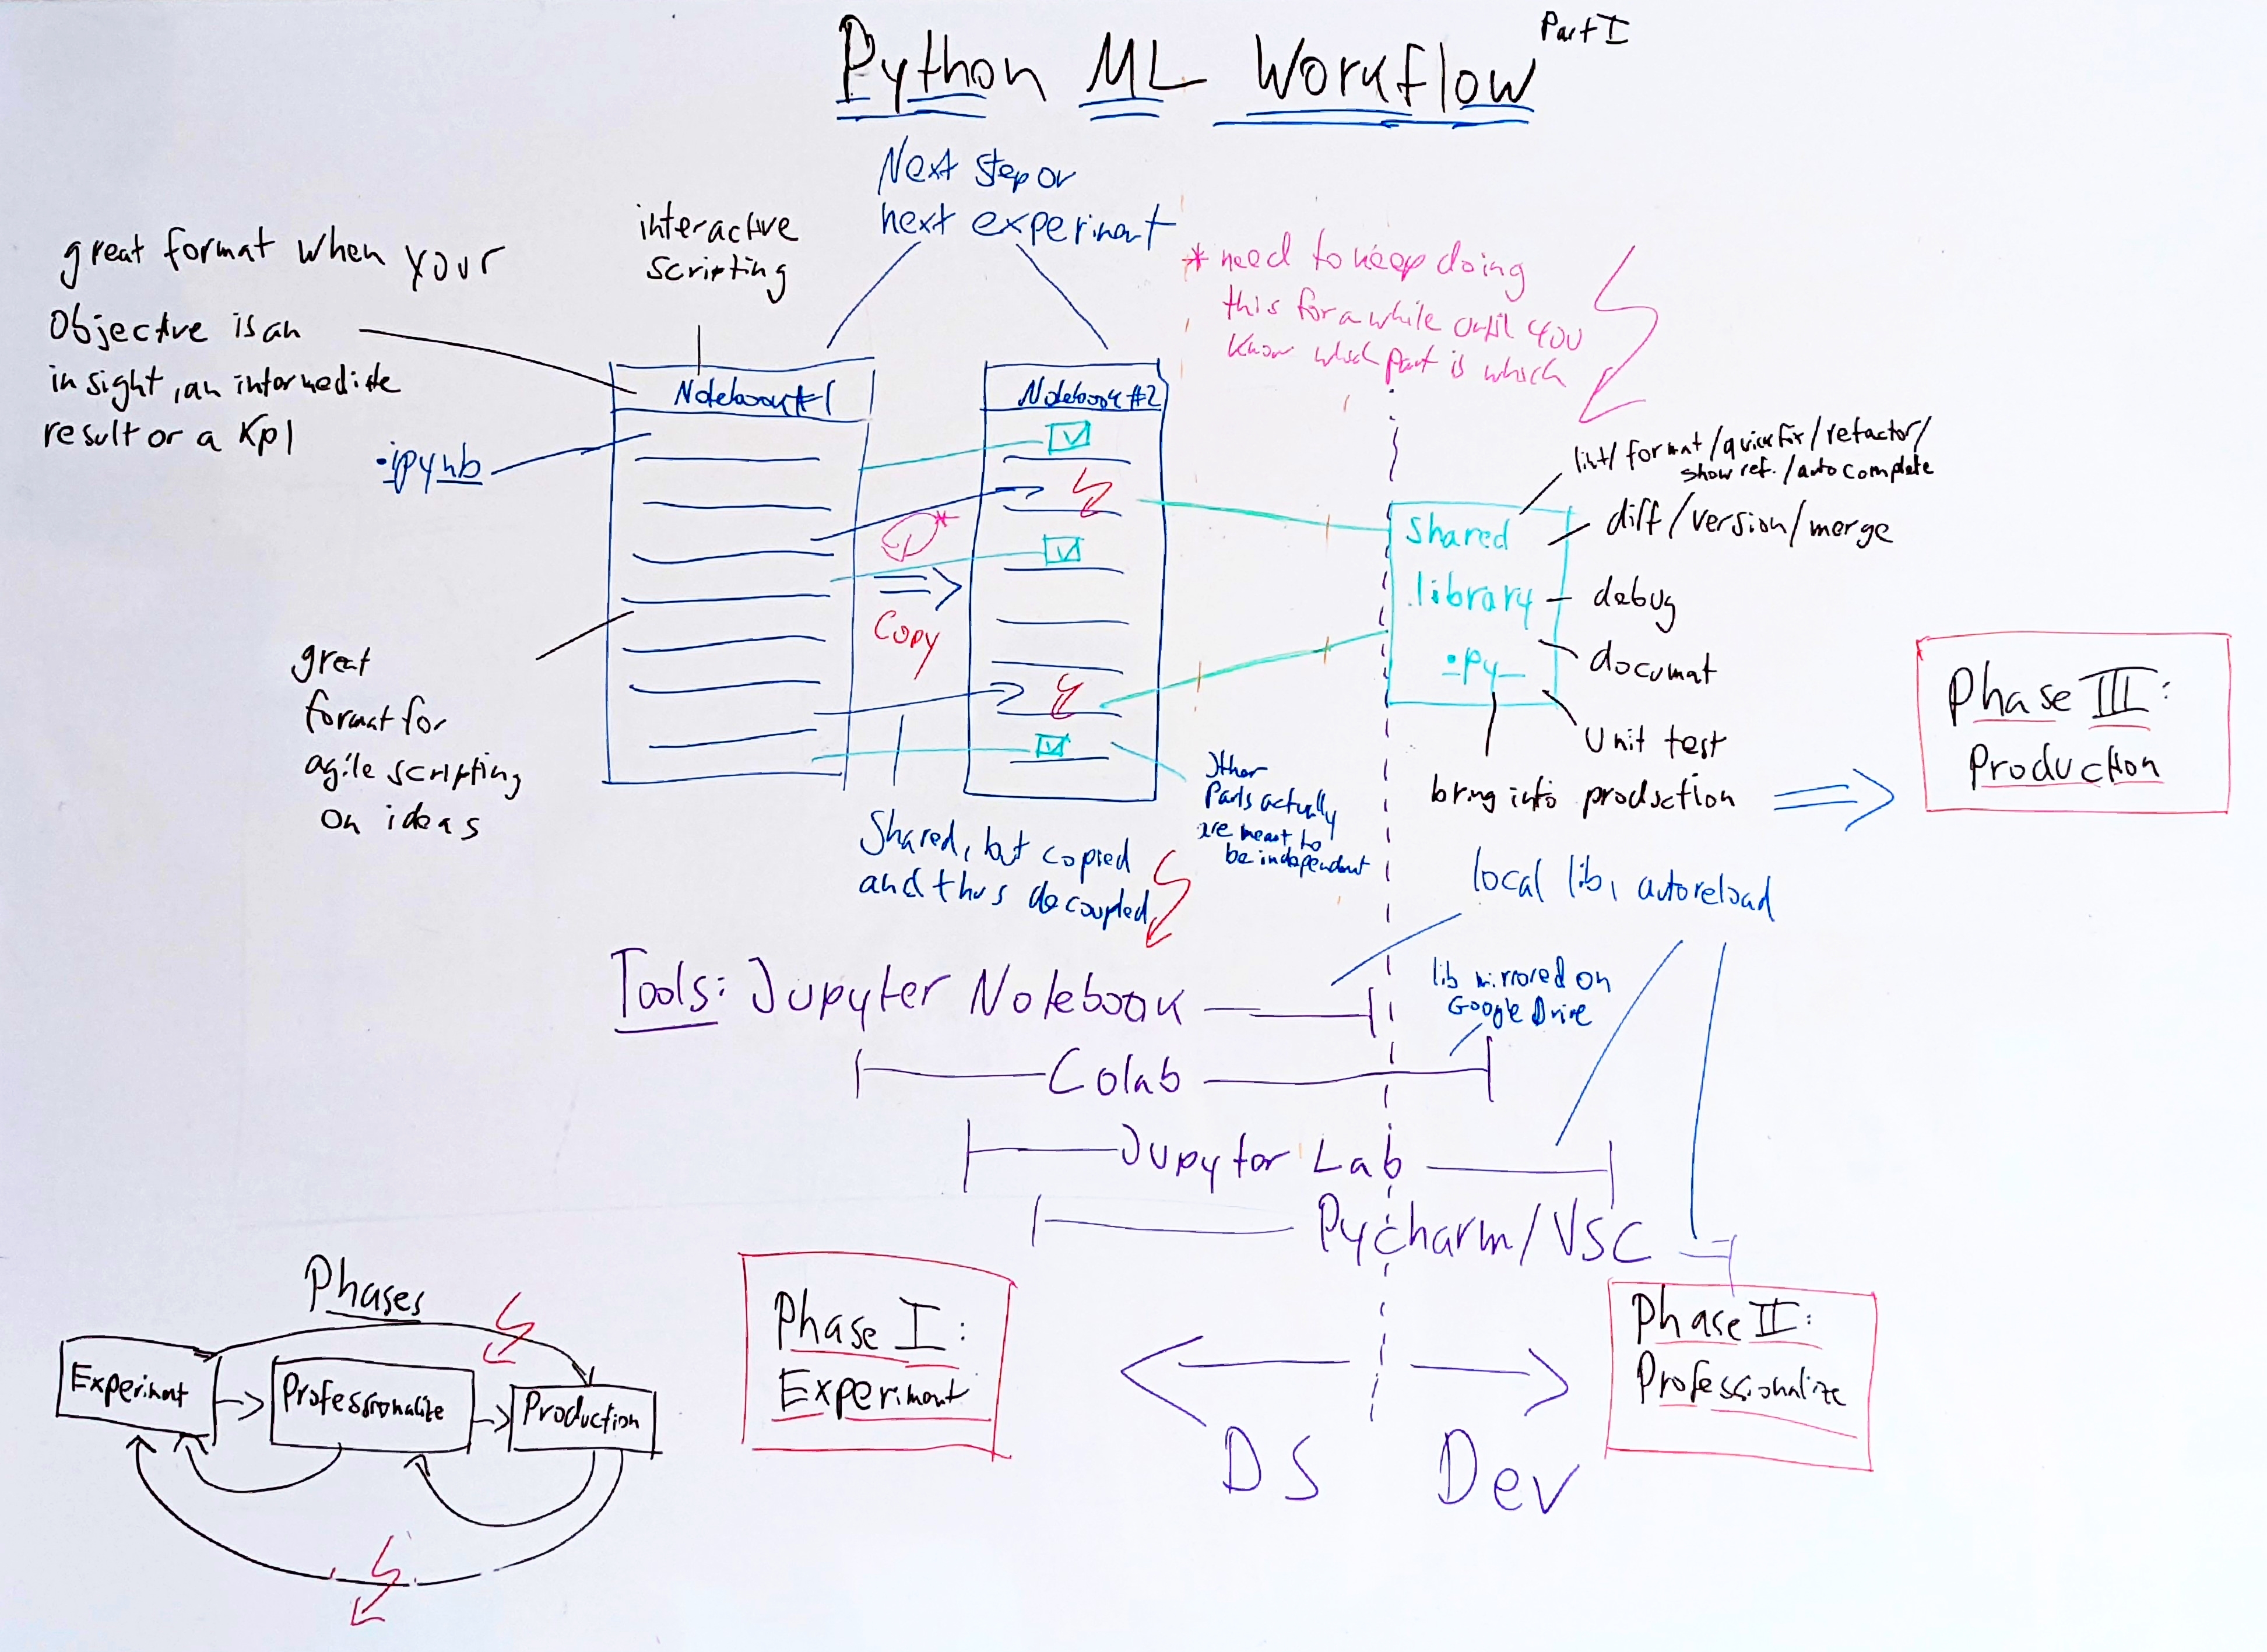 Python ML Workflow
Part I
Next step or
next experiment
interactive
scripting
great format when your
Objective is an
insight, an intermediate
result or a KPI
.ipynb
Notebook #1
Notebook #2
* need to keep doing
this for a while until you
know which part is which
Copy
*
great
format for
agile scripting
on ideas
Shared, but copied
and thus decoupled
Other
Parts actually
are meant to
be independent
shared
library
.py
lint/format/quick fix/refactor/
show ref./autocomplete
diff/version/merge
debug
document
Unit test
bring into production
Phase III:
Production
local lib, autoreload
lib mirrored on
Google Drive
Tools: Jupyter Notebook
Colab
Jupyter Lab
Pycharm/VSC
Phases
Experiment
Professionalize
Production
Phase I:
Experiment
DS
Dev
Phase II:
Professionalize